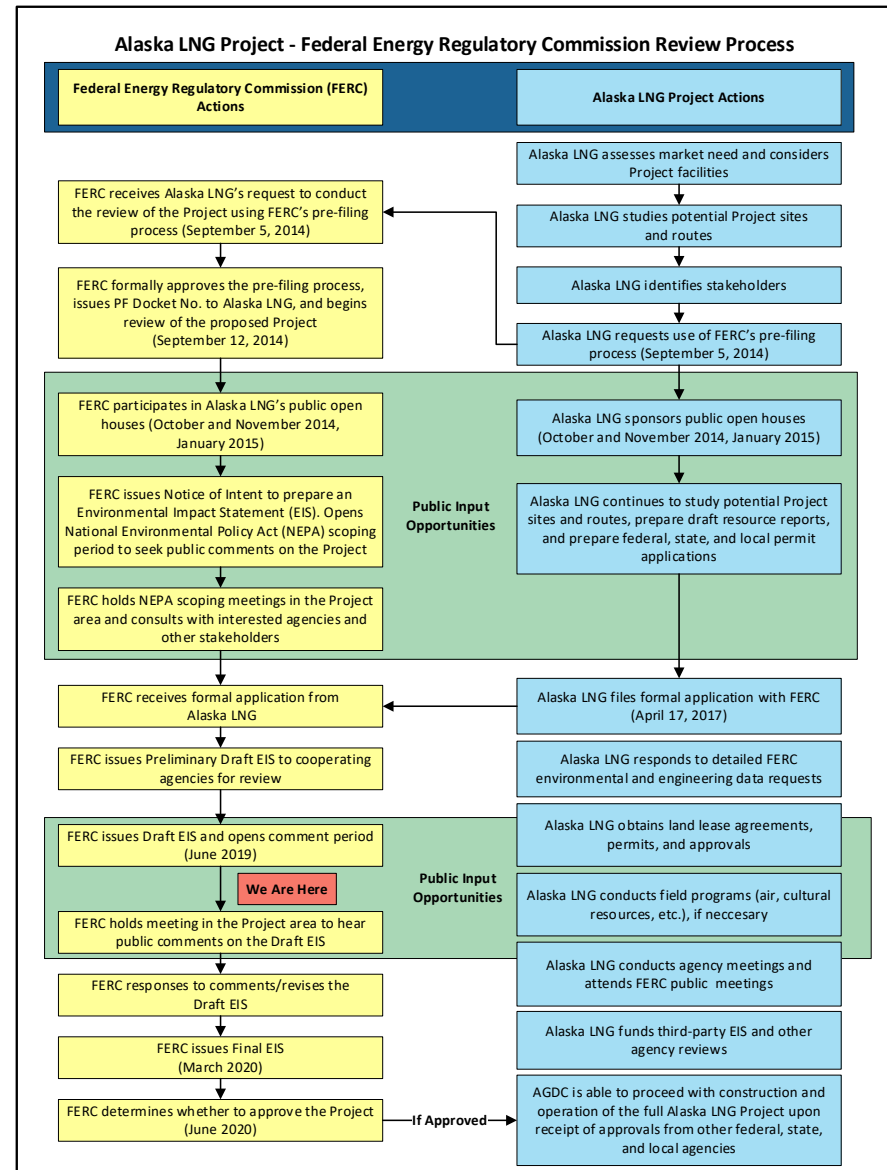 Alaska LNG Project - Federal Energy Regulatory Commission Review Process
Federal Energy Regulatory Commission (FERC)
Actions
Alaska LNG Project Actions
Alaska LNG assesses market need and considers
Project facilities
FERC receives Alaska LNG's request to conduct
the review of the Project using FERC's pre-filing
process (September 5, 2014)
Alaska LNG studies potential Project sites
and routes
FERC formally approves the pre-filing process,
issues PF Docket No. to Alaska LNG, and begins
review of the proposed Project
(September 12, 2014)
Alaska LNG identifies stakeholders
Alaska LNG requests use of FERC's pre-filing
process (September 5, 2014)
FERC participates in Alaska LNG's public open
houses (October and November 2014,
January 2015)
Alaska LNG sponsors public open houses
(October and November 2014, January 2015)
FERC issues Notice of Intent to prepare an
Environmental Impact Statement (EIS). Opens
National Environmental Policy Act (NEPA) scoping
period to seek public comments on the Project
Public Input
Opportunities
Alaska LNG continues to study potential Project
sites and routes, prepare draft resource reports,
and prepare federal, state, and local permit
applications
FERC holds NEPA scoping meetings in the Project
area and consults with interested agencies and
other stakeholders
FERC receives formal application from
Alaska LNG
Alaska LNG files formal application with FERC
(April 17, 2017)
FERC issues Preliminary Draft EIS to cooperating
agencies for review
Alaska LNG responds to detailed FERC
environmental and engineering data requests
FERC issues Draft EIS and opens comment period
(June 2019)
Alaska LNG obtains land lease agreements,
permits, and approvals
We Are Here
Public Input
Opportunities
Alaska LNG conducts field programs (air, cultural
resources, etc.), if neccesary
FERC holds meeting in the Project area to hear
public comments on the Draft EIS
Alaska LNG conducts agency meetings and
attends FERC public meetings
FERC responses to comments/revises the
Draft EIS
Alaska LNG funds third-party EIS and other
agency reviews
FERC issues Final EIS
(March 2020)
FERC determines whether to approve the Project
(June 2020)
If Approved
AGDC is able to proceed with construction and
operation of the full Alaska LNG Project upon
receipt of approvals from other federal, state,
and local agencies